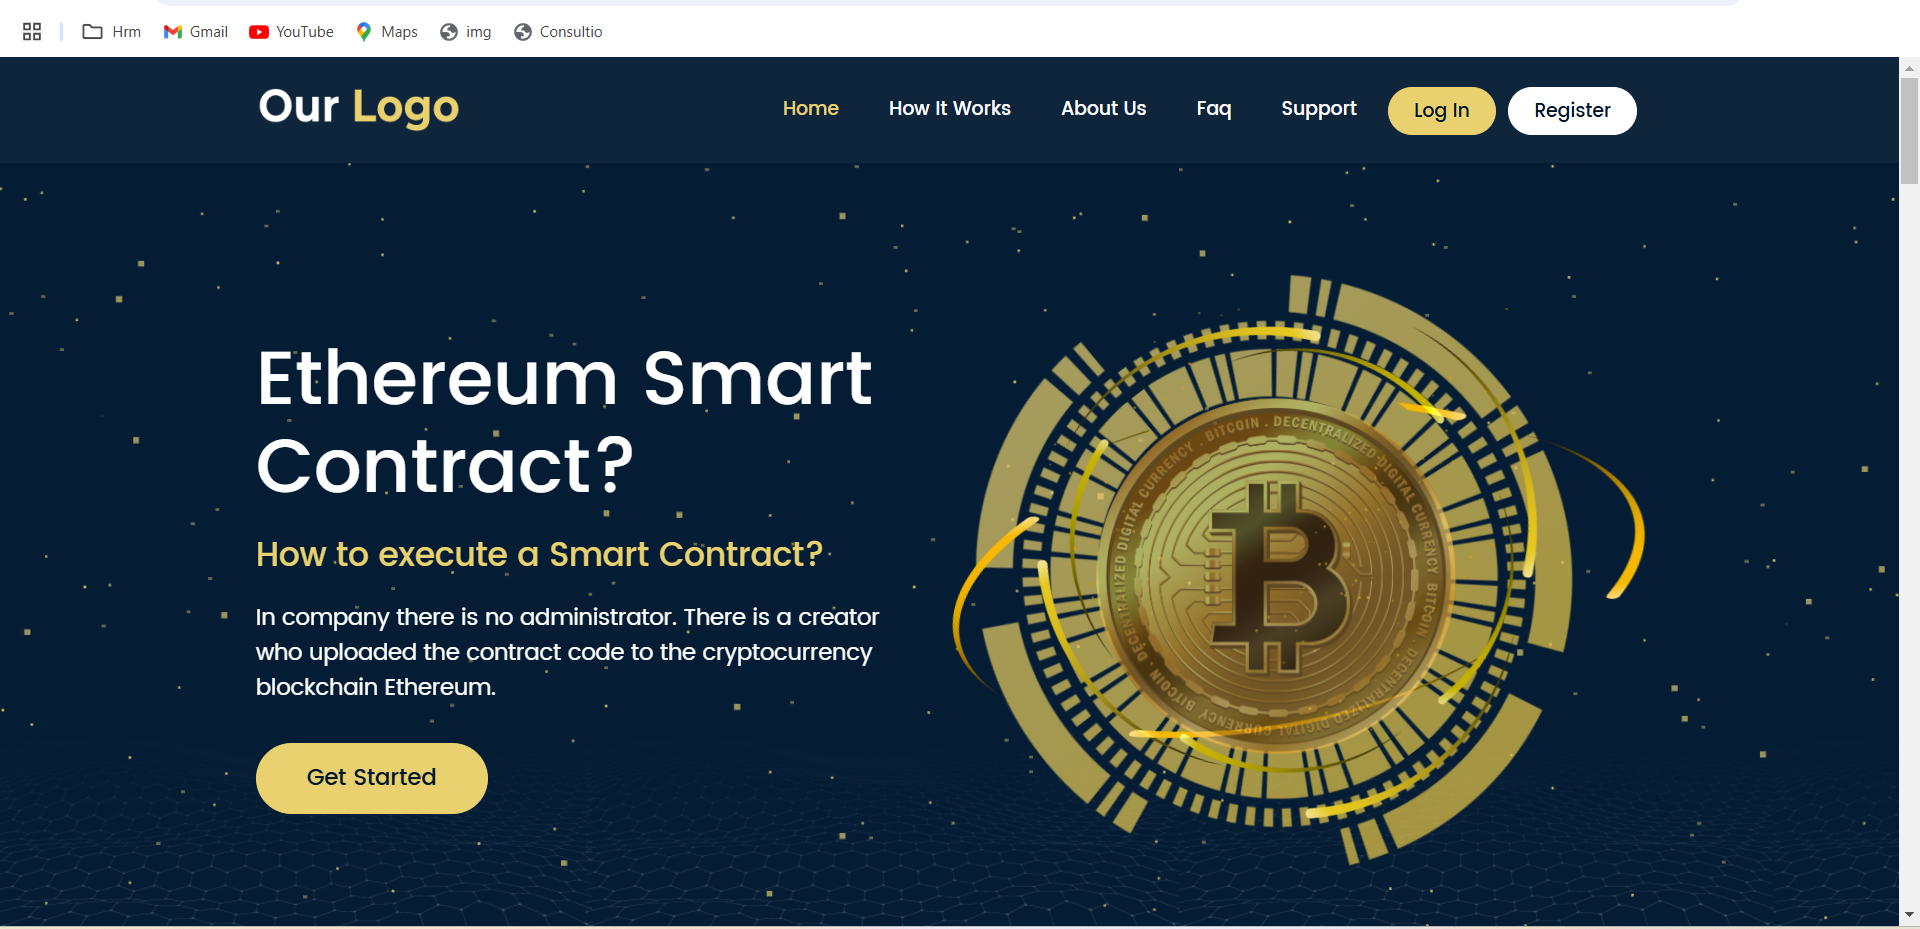 Hrm
Gmail
YouTube
Maps
img
Consultio
Our Logo
Home
How It Works
About Us
Faq
Support
Log In
Register
Ethereum Smart
Contract?
How to execute a Smart Contract?
In company there is no administrator. There is a creator
who uploaded the contract code to the cryptocurrency
blockchain Ethereum.
Get Started
BITCOIN . DECENTRALIZED DIGITAL CURRENCY BITCOIN . DECENTRALIZED DIGITAL CURRENCY BITCOIN . DECENTRALIZED DIGITAL CURRENCY .